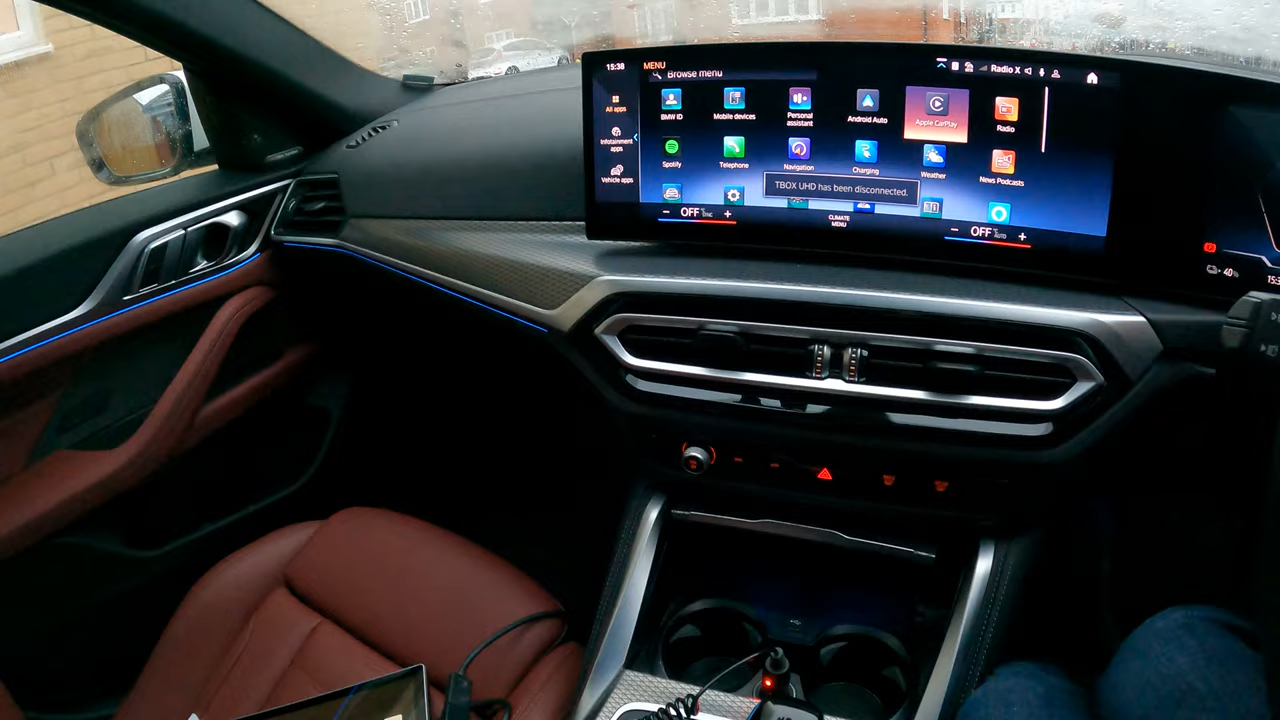 15:38
MENU
Radio X
Browse menu
All apps
BMW ID
Mobile devices
Personal
assistant
Android Auto
Apple CarPlay
Radio
Infotainment
apps
Spotify
Telephone
Navigation
Charging
Weather
News Podcasts
Vehicle apps
TBOX UHD has been disconnected.
- OFF °C SYNC +
CLIMATE
MENU
- OFF °C AUTO +
40%